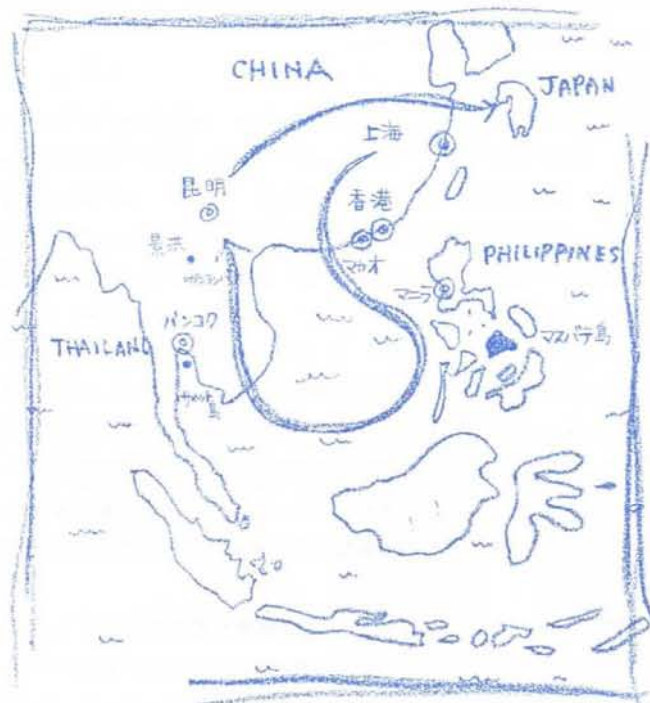 CHINA
JAPAN
上海
昆明
香港
景洪
マカオ
PHILIPPINES
マニラ
バンコク
THAILAND
マスバテ島
サメット島